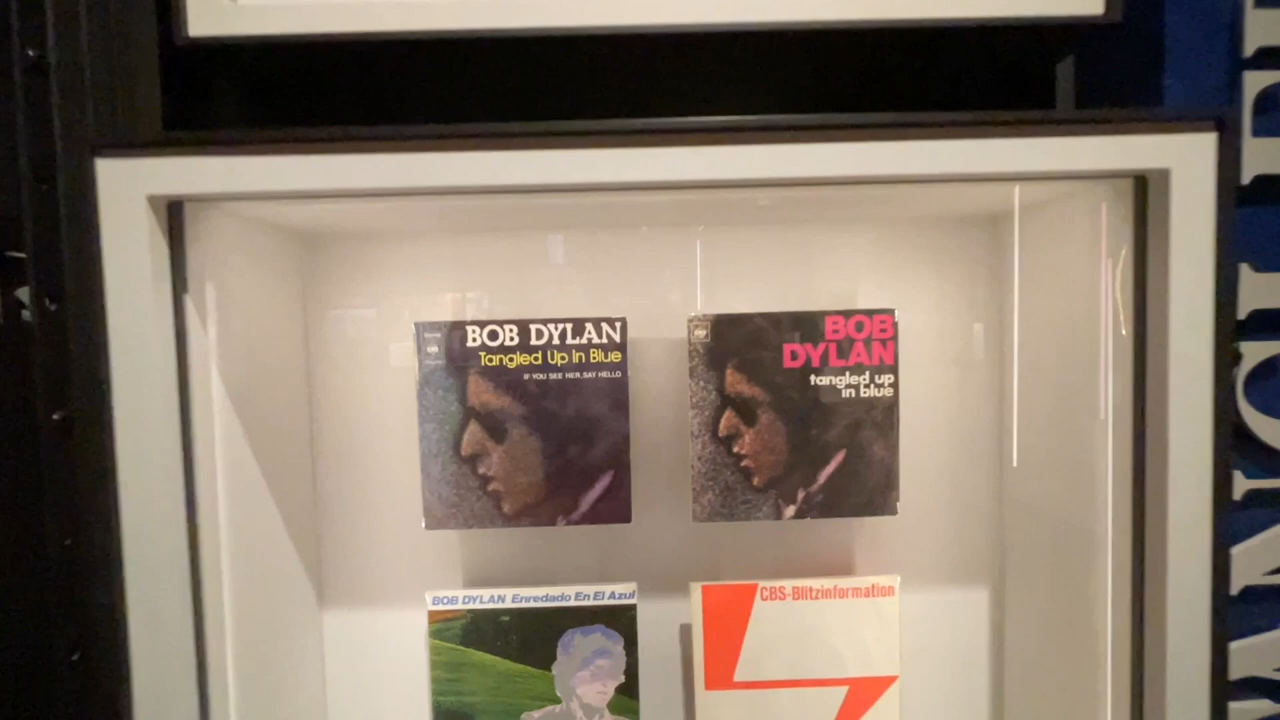 BOB DYLAN
Tangled Up In Blue
IF YOU SEE HER, SAY HELLO
BOB
DYLAN
tangled up
in blue
BOB DYLAN Enredado En El Azul
CBS-Blitzinformation